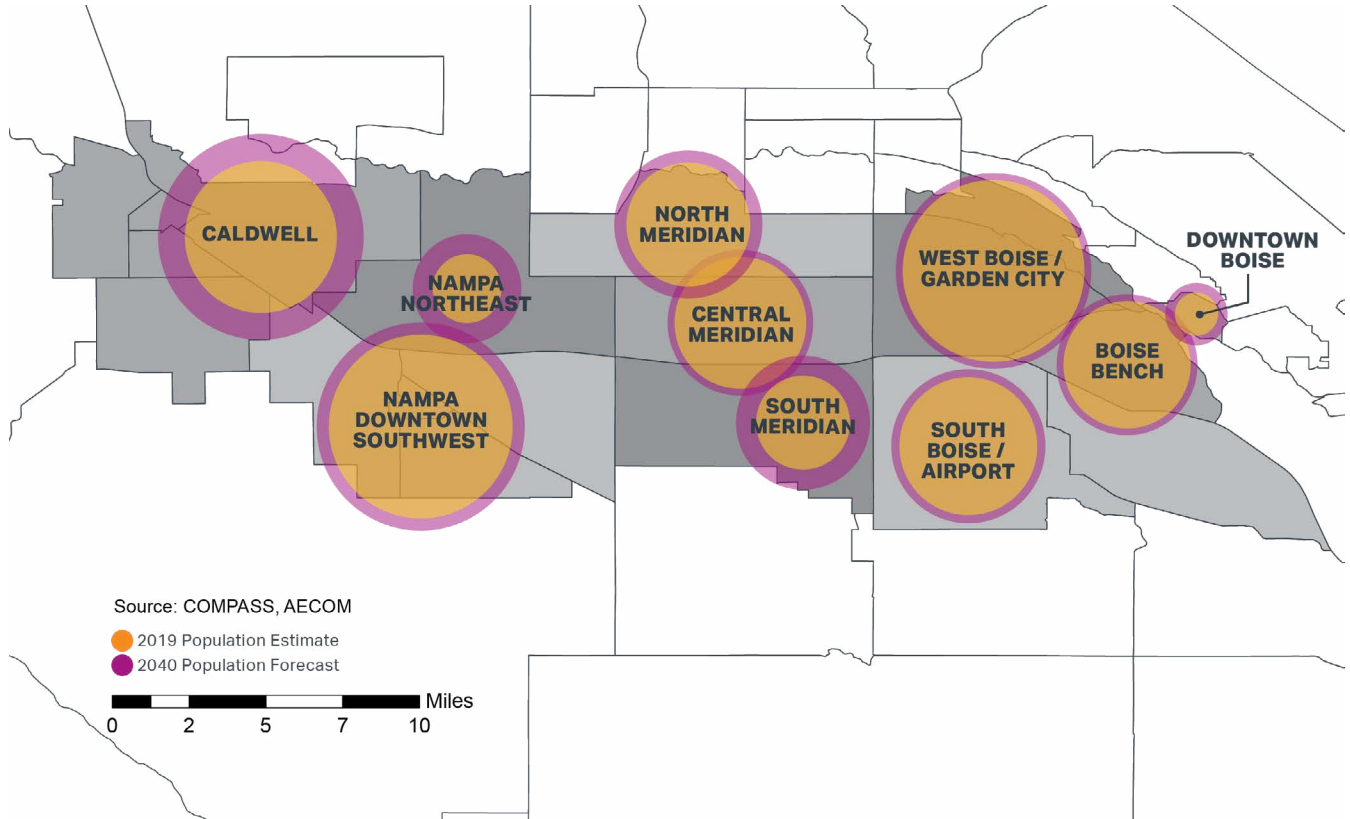 CALDWELL
NAMPA
NORTHEAST
NAMPA
DOWNTOWN
SOUTHWEST
NORTH
MERIDIAN
CENTRAL
MERIDIAN
SOUTH
MERIDIAN
WEST BOISE /
GARDEN CITY
DOWNTOWN
BOISE
BOISE
BENCH
SOUTH
BOISE /
AIRPORT
Source: COMPASS, AECOM
2019 Population Estimate
2040 Population Forecast
Miles
0 2 5 7 10